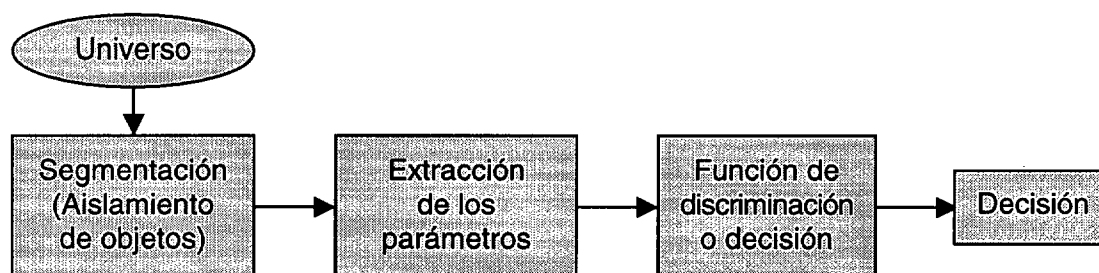 Universo
Segmentación
(Aislamiento
de objetos)
Extracción
de los
parámetros
Función de
discriminación
o decisión
Decisión